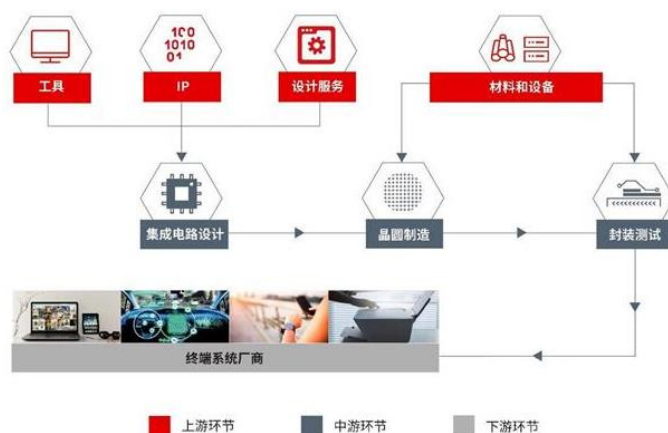 100
1010
01
工具
IP
设计服务
材料和设备
集成电路设计
晶圆制造
封装测试
终端系统厂商
上游环节
中游环节
下游环节